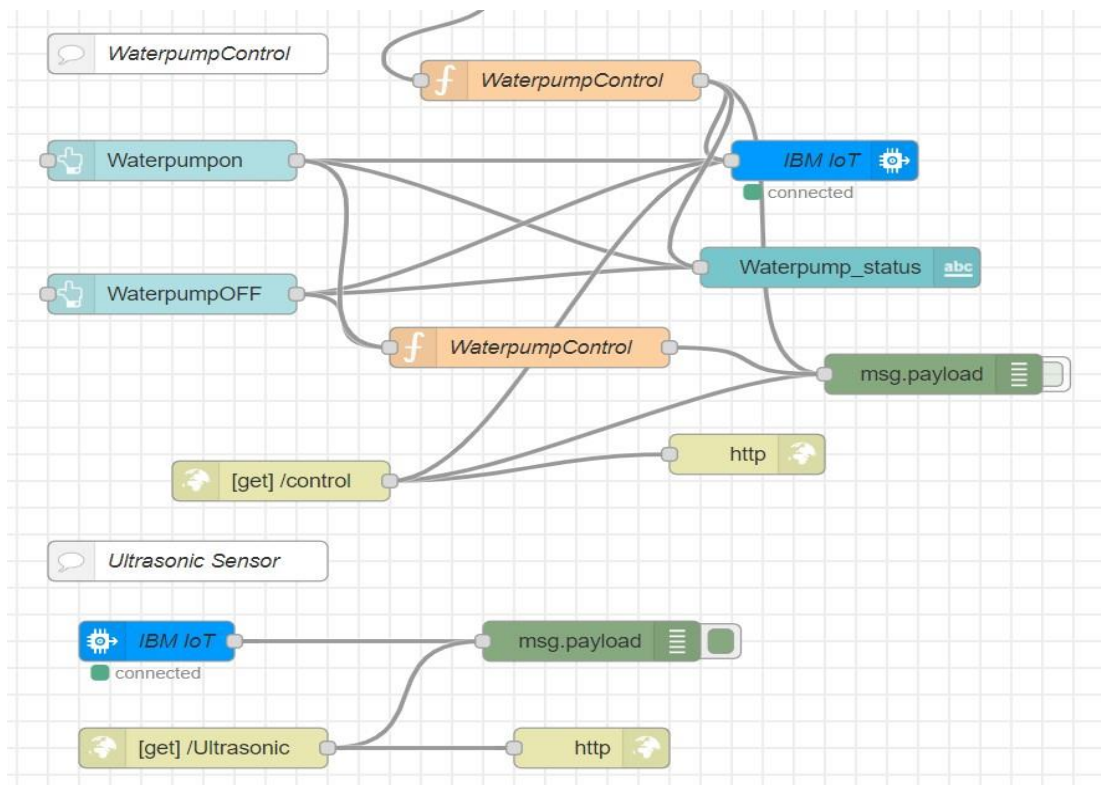 WaterpumpControl
WaterpumpControl
Waterpumpon
IBM IoT
connected
Waterpump_status abc
WaterpumpOFF
WaterpumpControl
msg.payload
http
[get] /control
Ultrasonic Sensor
IBM IoT
msg.payload
connected
[get] /Ultrasonic
http